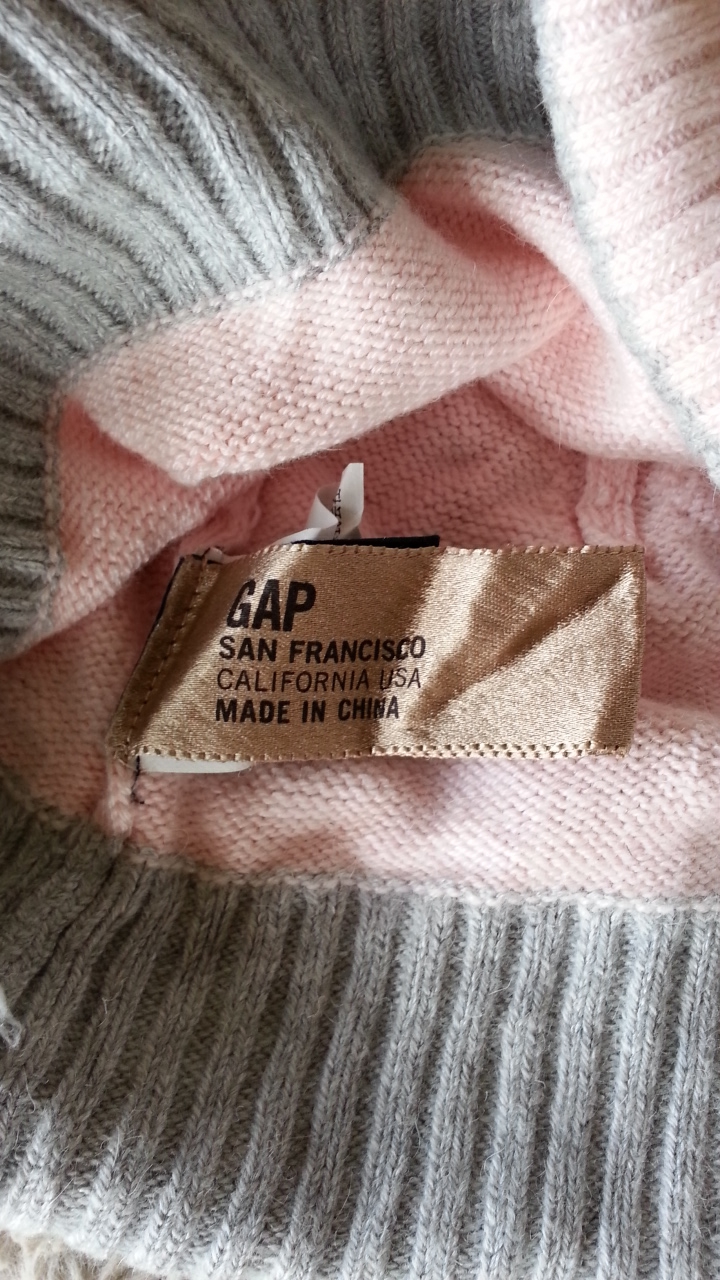 GAP
SAN FRANCISCO
CALIFORNIA USA
MADE IN CHINA